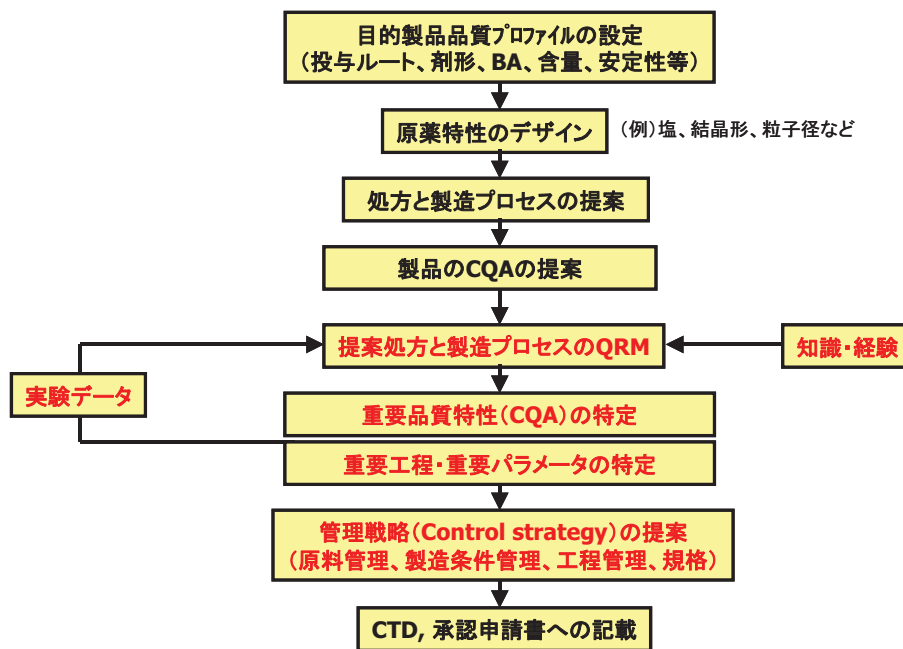 目的製品品質プロファイルの設定
（投与ルート、剤形、BA、含量、安定性等）
原薬特性のデザイン
（例）塩、結晶形、粒子径など
処方と製造プロセスの提案
製品のCQAの提案
提案処方と製造プロセスのQRM
知識・経験
実験データ
重要品質特性（CQA）の特定
重要工程・重要パラメータの特定
管理戦略（Control strategy）の提案
（原料管理、製造条件管理、工程管理、規格）
CTD, 承認申請書への記載